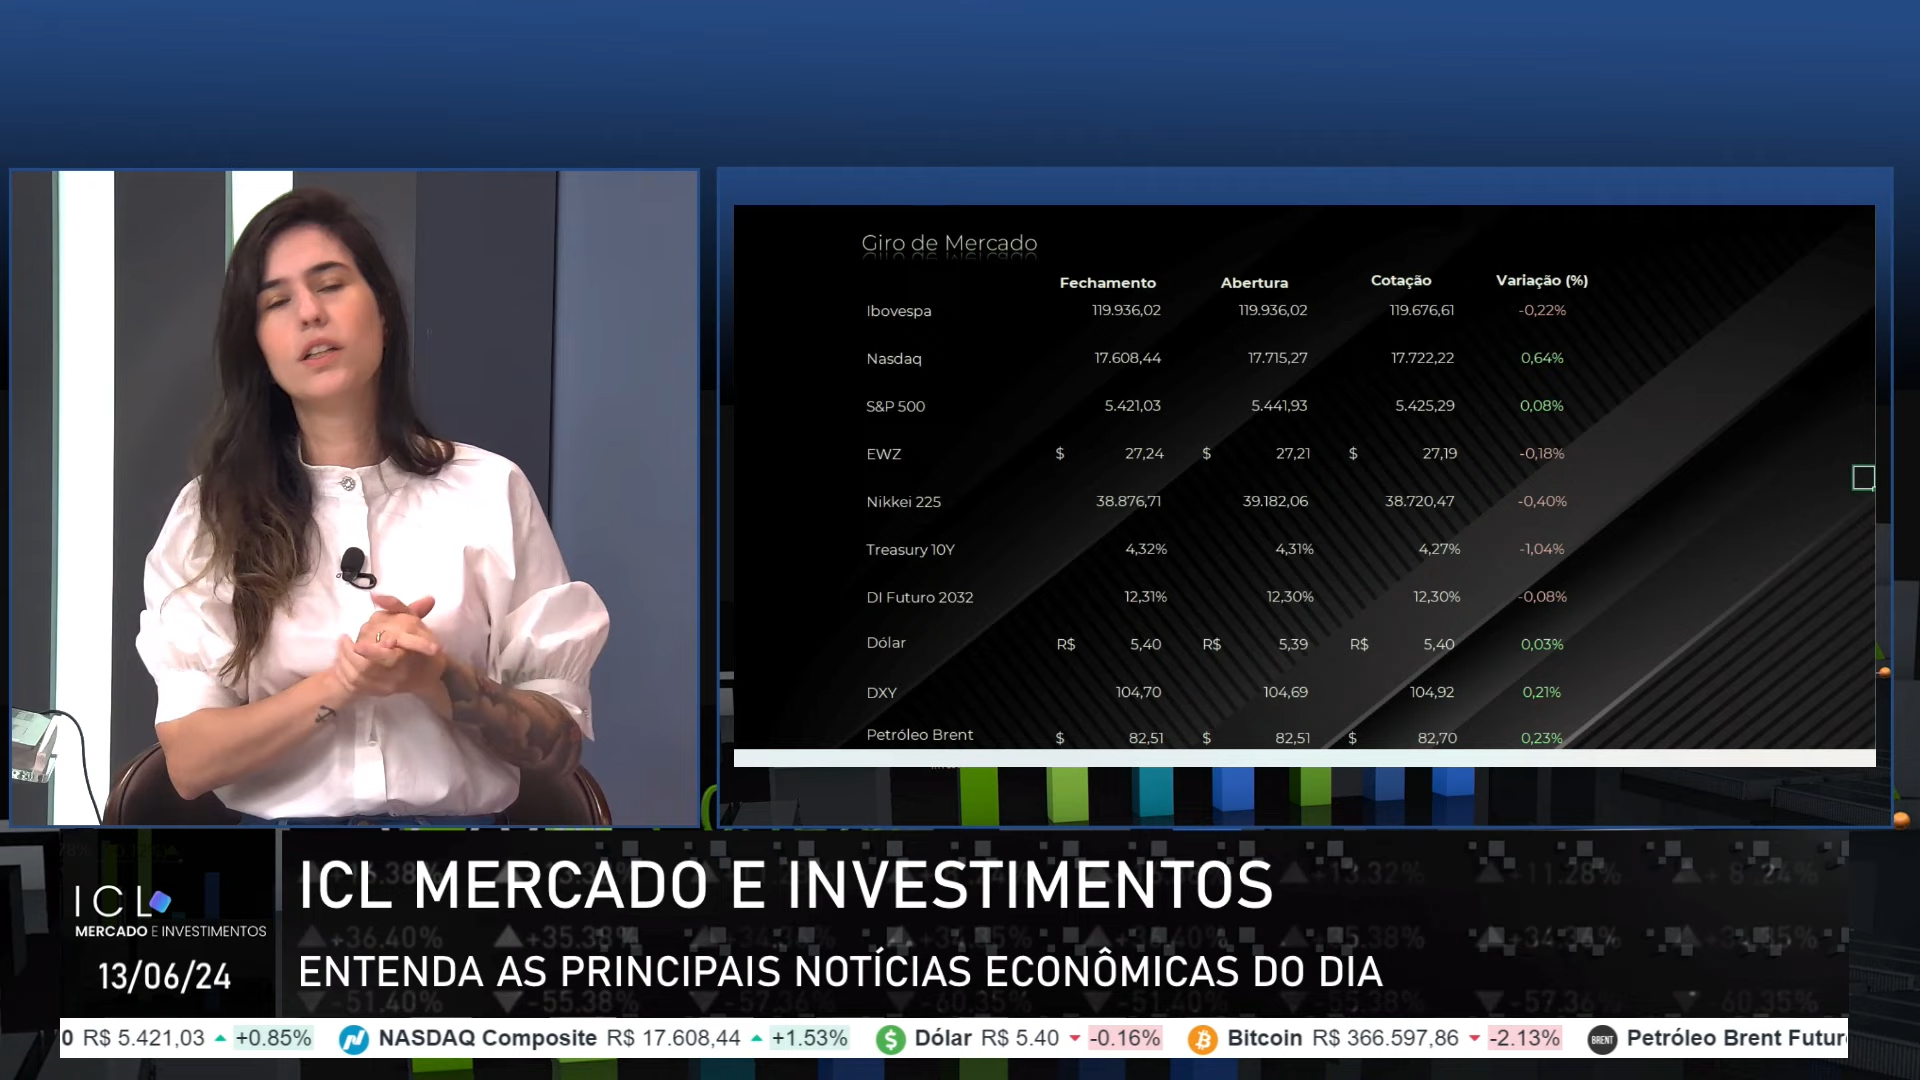 Giro de Mercado
Fechamento Abertura Cotação Variação (%)
Ibovespa 119.936,02 119.936,02 119.676,61 -0,22%
Nasdaq 17.608,44 17.715,27 17.722,22 0,64%
S&P 500 5.421,03 5.441,93 5.425,29 0,08%
EWZ $ 27,24 $ 27,21 $ 27,19 -0,18%
Nikkei 225 38.876,71 39.182,06 38.720,47 -0,40%
Treasury 10Y 4,32% 4,31% 4,27% -1,04%
DI Futuro 2032 12,31% 12,30% 12,30% -0,08%
Dólar R$ 5,40 R$ 5,39 R$ 5,40 0,03%
DXY 104,70 104,69 104,92 0,21%
Petróleo Brent $ 82,51 $ 82,51 $ 82,70 0,23%
ICL
MERCADO E INVESTIMENTOS
13/06/24
ICL MERCADO E INVESTIMENTOS
ENTENDA AS PRINCIPAIS NOTÍCIAS ECONÔMICAS DO DIA
0 R$ 5.421,03 +0.85% NASDAQ Composite R$ 17.608,44 +1.53% Dólar R$ 5.40 -0.16% Bitcoin R$ 366.597,86 -2.13% BRENT Petróleo Brent Futur